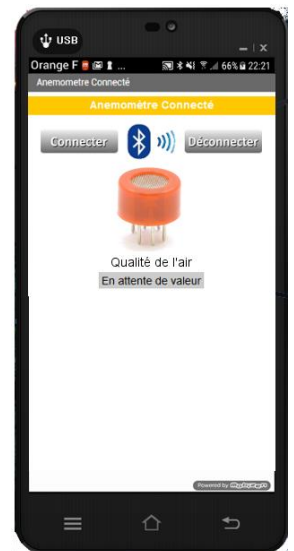 USB
Orange F 66% 22:21
Anemometre Connecté
Anemomètre Connecté
Connecter Déconnecter
Qualité de l'air
En attente de valeur
Powered by